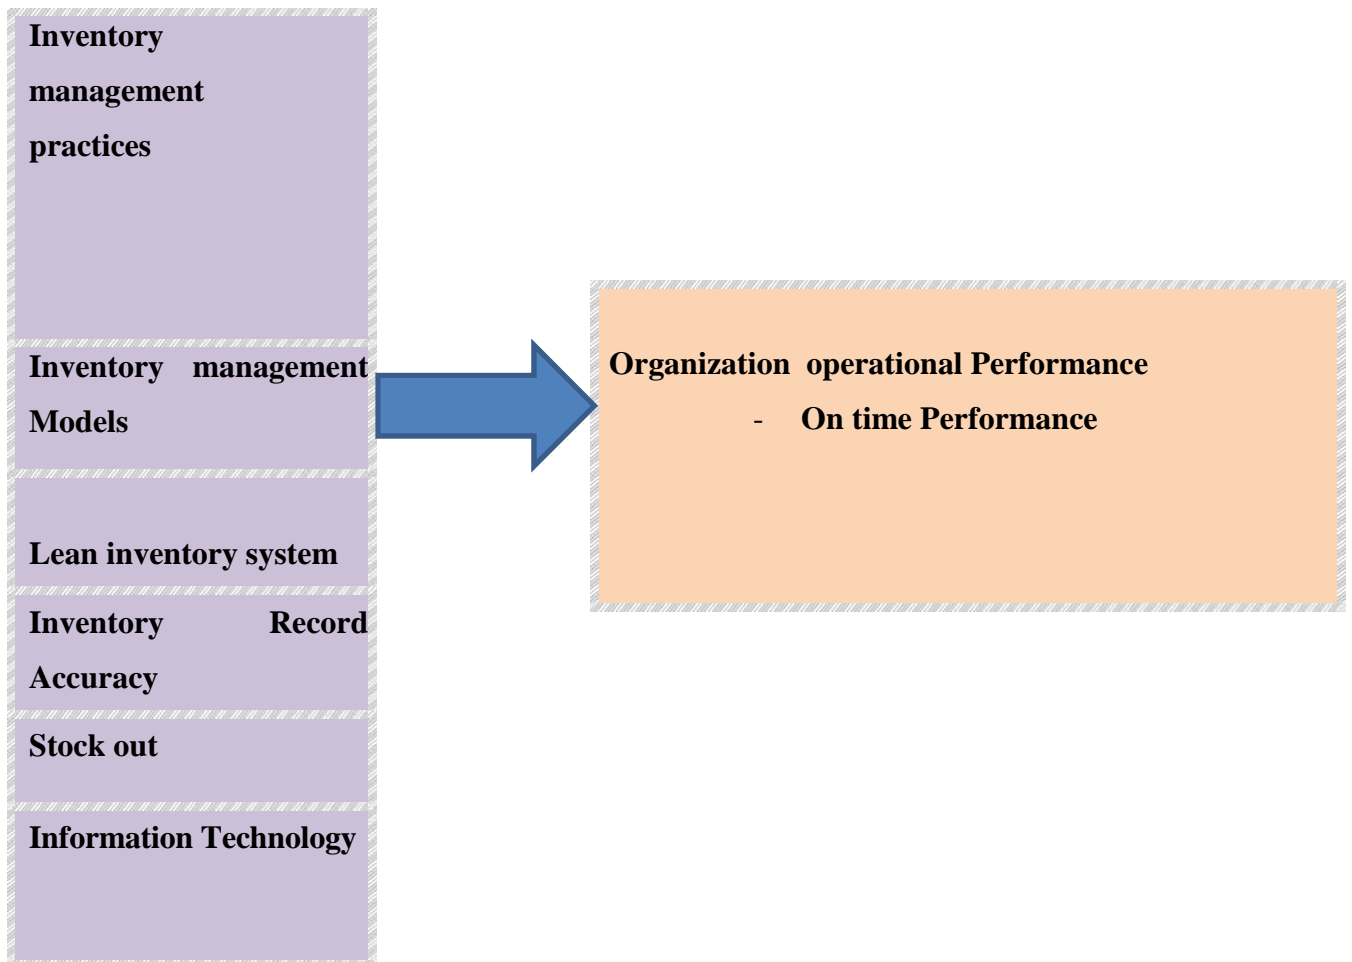 Inventory
management
practices
Inventory management
Models
Lean inventory system
Inventory Record
Accuracy
Stock out
Information Technology
Organization operational Performance
- On time Performance